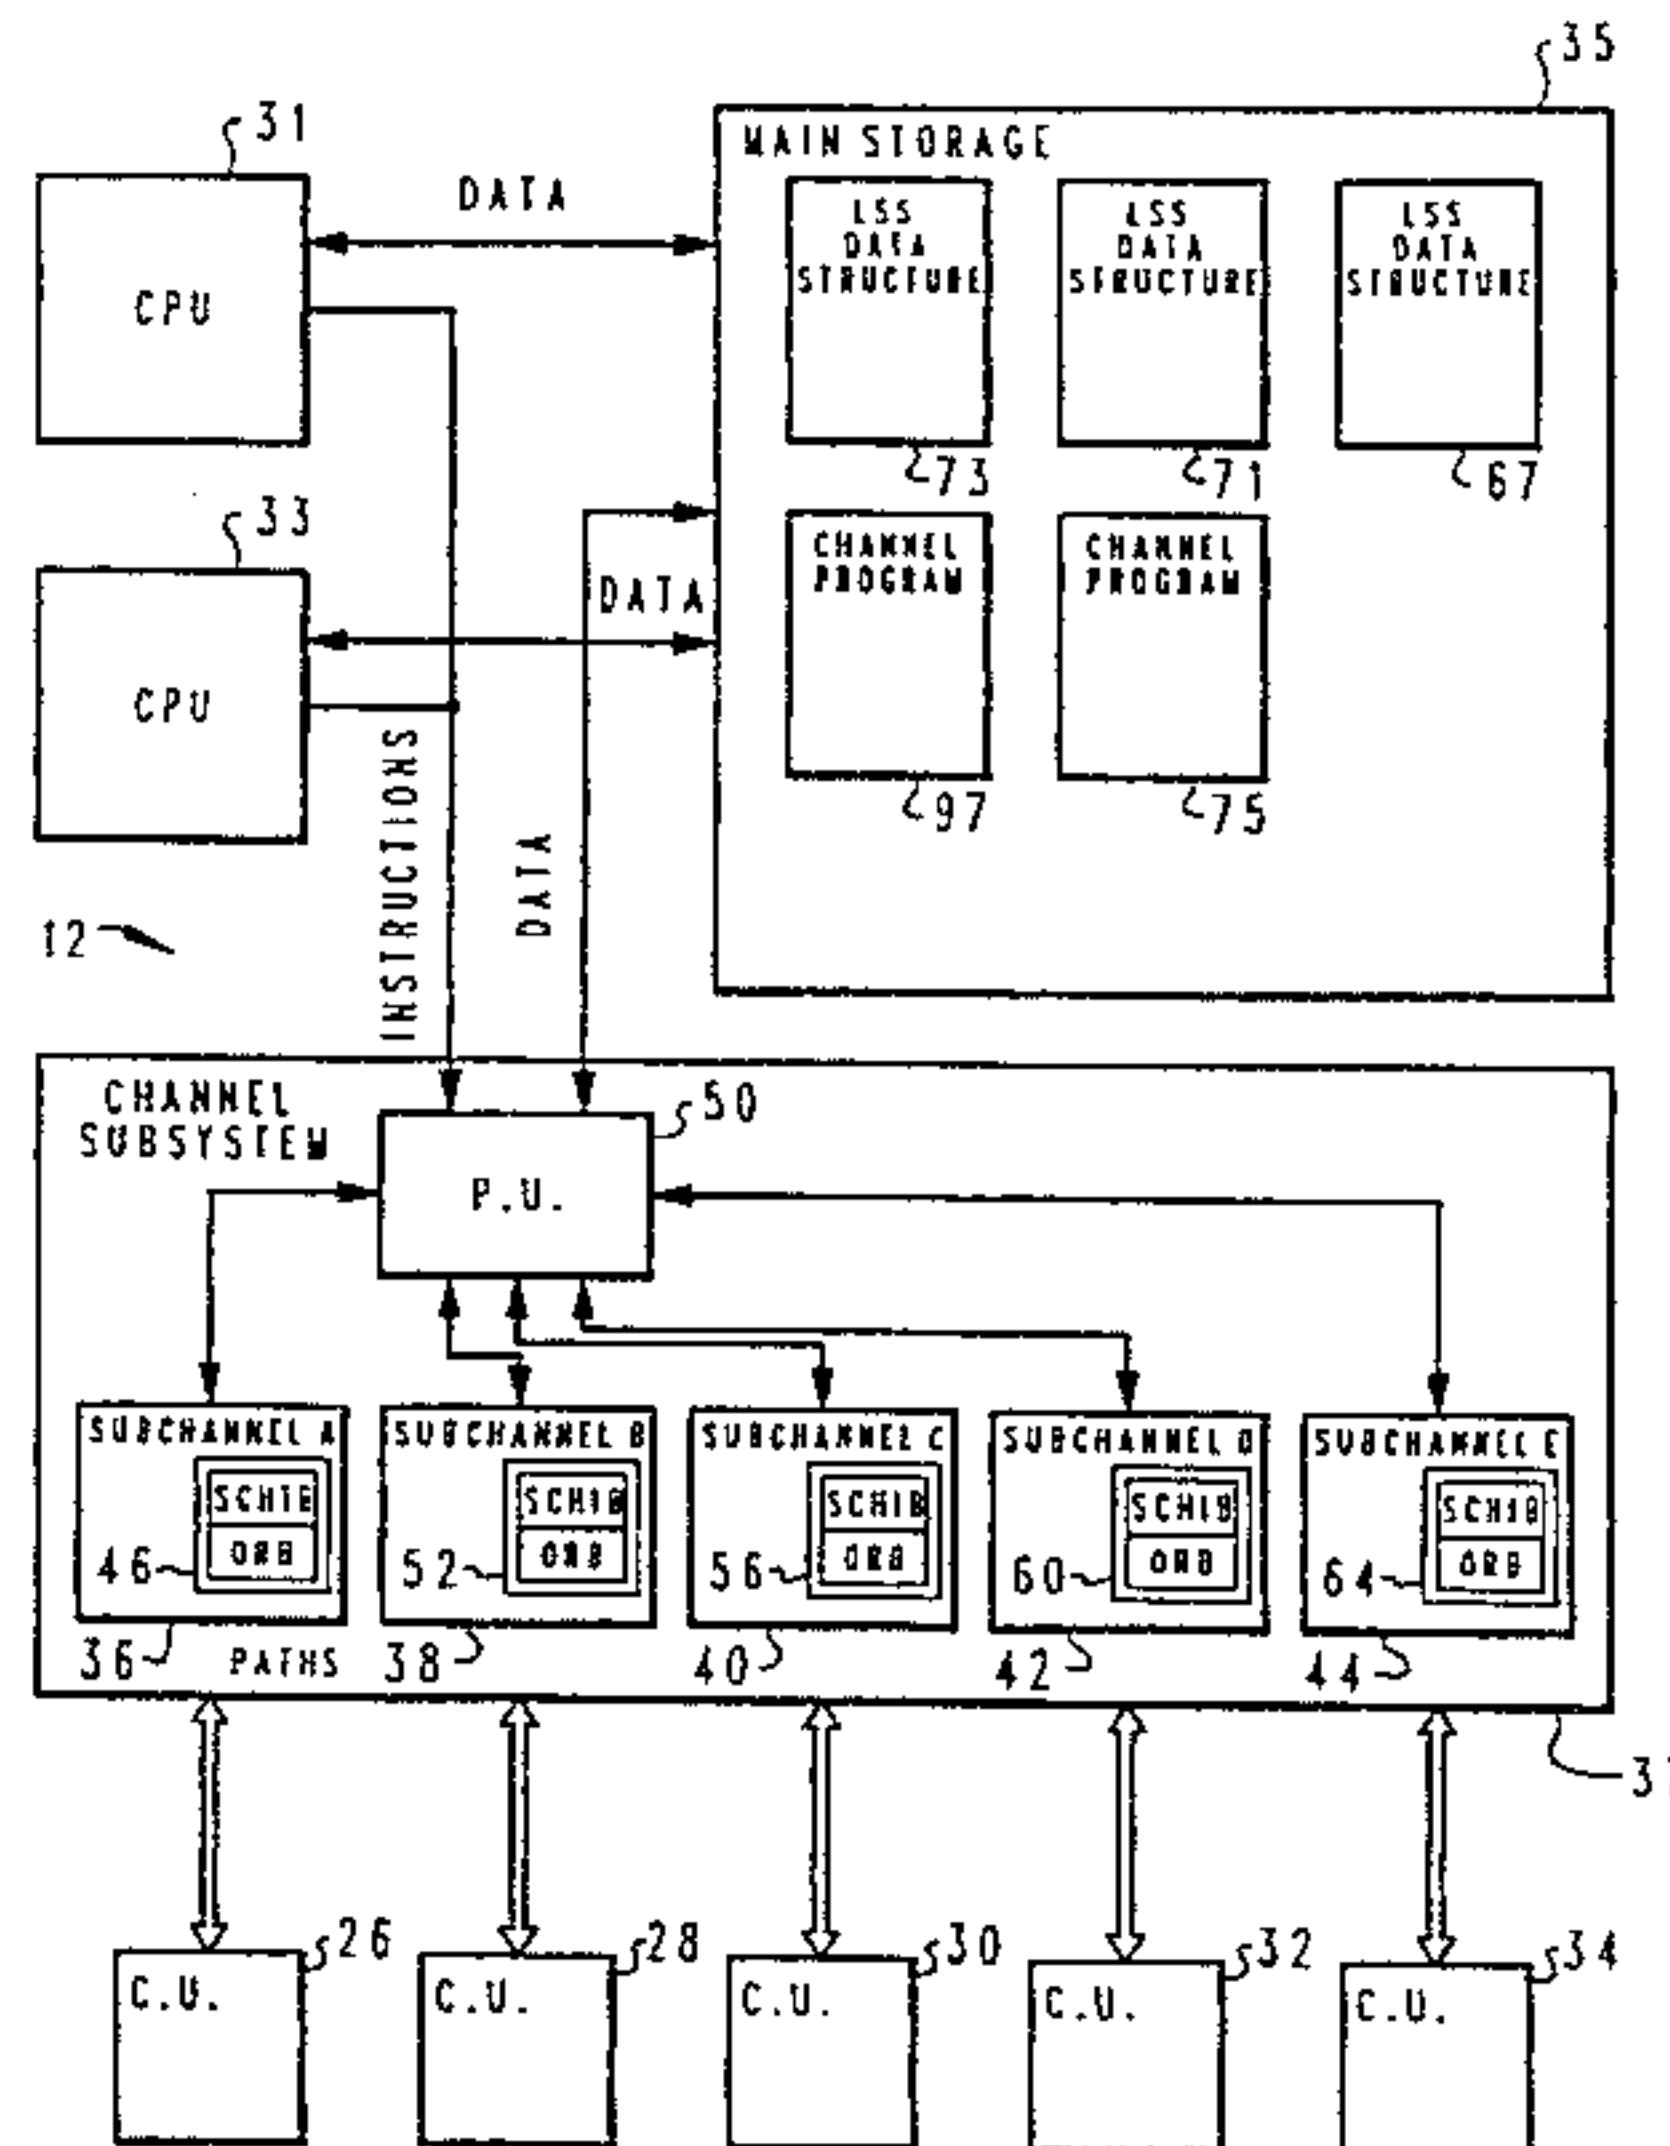 35
31
MAIN STORAGE
DATA
CPU
LSS
DATA
STRUCTURE
LSS
DATA
STRUCTURE
LSS
DATA
STRUCTURE
73
71
67
33
CPU
DATA
CHANNEL
PROGRAM
CHANNEL
PROGRAM
97
75
INSTRUCTIONS
DATA
12
CHANNEL
SUBSYSTEM
50
P.U.
SUBCHANNEL A
SUBCHANNEL B
SUBCHANNEL C
SUBCHANNEL D
SUBCHANNEL E
SCHIB
SCHIB
SCHIB
SCHIB
SCHIB
ORB
ORB
ORB
ORB
ORB
46
52
56
60
64
36
PATHS
38
40
42
44
26
28
30
32
34
C.U.
C.U.
C.U.
C.U.
C.U.